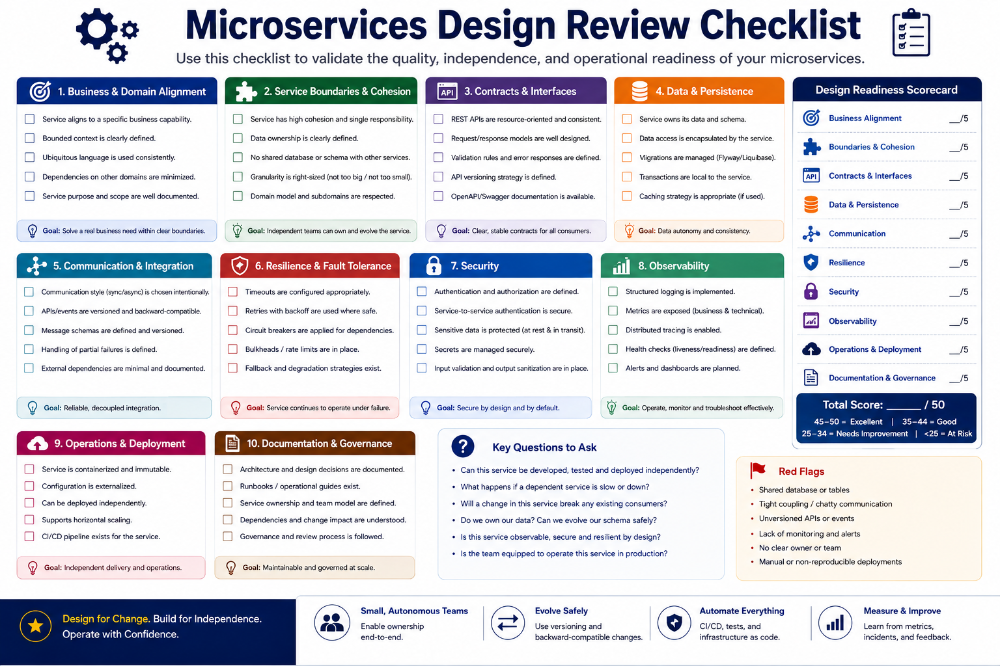 Microservices Design Review Checklist
Use this checklist to validate the quality, independence, and operational readiness of your microservices.
1. Business & Domain Alignment
Service aligns to a specific business capability.
Bounded context is clearly defined.
Ubiquitous language is used consistently.
Dependencies on other domains are minimized.
Service purpose and scope are well documented.
Goal: Solve a real business need within clear boundaries.
2. Service Boundaries & Cohesion
Service has high cohesion and single responsibility.
Data ownership is clearly defined.
No shared database or schema with other services.
Granularity is right-sized (not too big / not too small).
Domain model and subdomains are respected.
Goal: Independent teams can own and evolve the service.
API
3. Contracts & Interfaces
REST APIs are resource-oriented and consistent.
Request/response models are well designed.
Validation rules and error responses are defined.
API versioning strategy is defined.
OpenAPI/Swagger documentation is available.
Goal: Clear, stable contracts for all consumers.
4. Data & Persistence
Service owns its data and schema.
Data access is encapsulated by the service.
Vligrations are managed (Flyway/Liquibase).
Transactions are local to the service.
Caching strategy is appropriate (if used).
Goal: Data autonomy and consistency.
Design Readiness Scorecard
Business Alignment __/5
Boundaries & Cohesion __/5
API Contracts & Interfaces __/5
Data & Persistence __/5
Communication __/5
Resilience __/5
Security __/5
Observability __/5
Operations & Deployment __/5
Documentation & Governance __/5
Total Score: ______ / 50
45–50 = Excellent | 35–44 = Good
25–34 = Needs Improvement | <25 = At Risk
5. Communication & Integration
Communication style (sync/async) is chosen intentionally.
APIs/events are versioned and backward-compatible.
Message schemas are defined and versioned.
Handling of partial failures is defined.
External dependencies are minimal and documented.
Goal: Reliable, decoupled integration.
6. Resilience & Fault Tolerance
Timeouts are configured appropriately.
Retries with backoff are used where safe.
Circuit breakers are applied for dependencies.
Bulkheads / rate limits are in place.
Fallback and degradation strategies exist.
Goal: Service continues to operate under failure.
7. Security
Authentication and authorization are defined.
Service-to-service authentication is secure.
Sensitive data is protected (at rest & in transit).
Secrets are managed securely.
Input validation and output sanitization are in place.
Goal: Secure by design and by default.
8. Observability
Structured logging is implemented.
Metrics are exposed (business & technical).
Distributed tracing is enabled.
Health checks (liveness/readiness) are defined.
Alerts and dashboards are planned.
Goal: Operate, monitor and troubleshoot effectively.
9. Operations & Deployment
Service is containerized and immutable.
Configuration is externalized.
Can be deployed independently.
Supports horizontal scaling.
CI/CD pipeline exists for the service.
Goal: Independent delivery and operations.
10. Documentation & Governance
Architecture and design decisions are documented.
Runbooks / operational guides exist.
Service ownership and team model are defined.
Dependencies and change impact are understood.
Governance and review process is followed.
Goal: Maintainable and governed at scale.
? Key Questions to Ask
• Can this service be developed, tested and deployed independently?
• What happens if a dependent service is slow or down?
• Will a change in this service break any existing consumers?
• Do we own our data? Can we evolve our schema safely?
• Is this service observable, secure and resilient by design?
• Is the team equipped to operate this service in production?
Red Flags
• Shared database or tables
• Tight coupling / chatty communication
• Unversioned APIs or events
• Lack of monitoring and alerts
• No clear owner or team
• Manual or non-reproducible deployments
Design for Change. Build for Independence.
Operate with Confidence.
Small, Autonomous Teams
Enable ownership
end-to-end.
Evolve Safely
Use versioning and
backward-compatible changes.
Automate Everything
CI/CD, tests, and
infrastructure as code.
Measure & Improve
Learn from metrics,
incidents, and feedback.